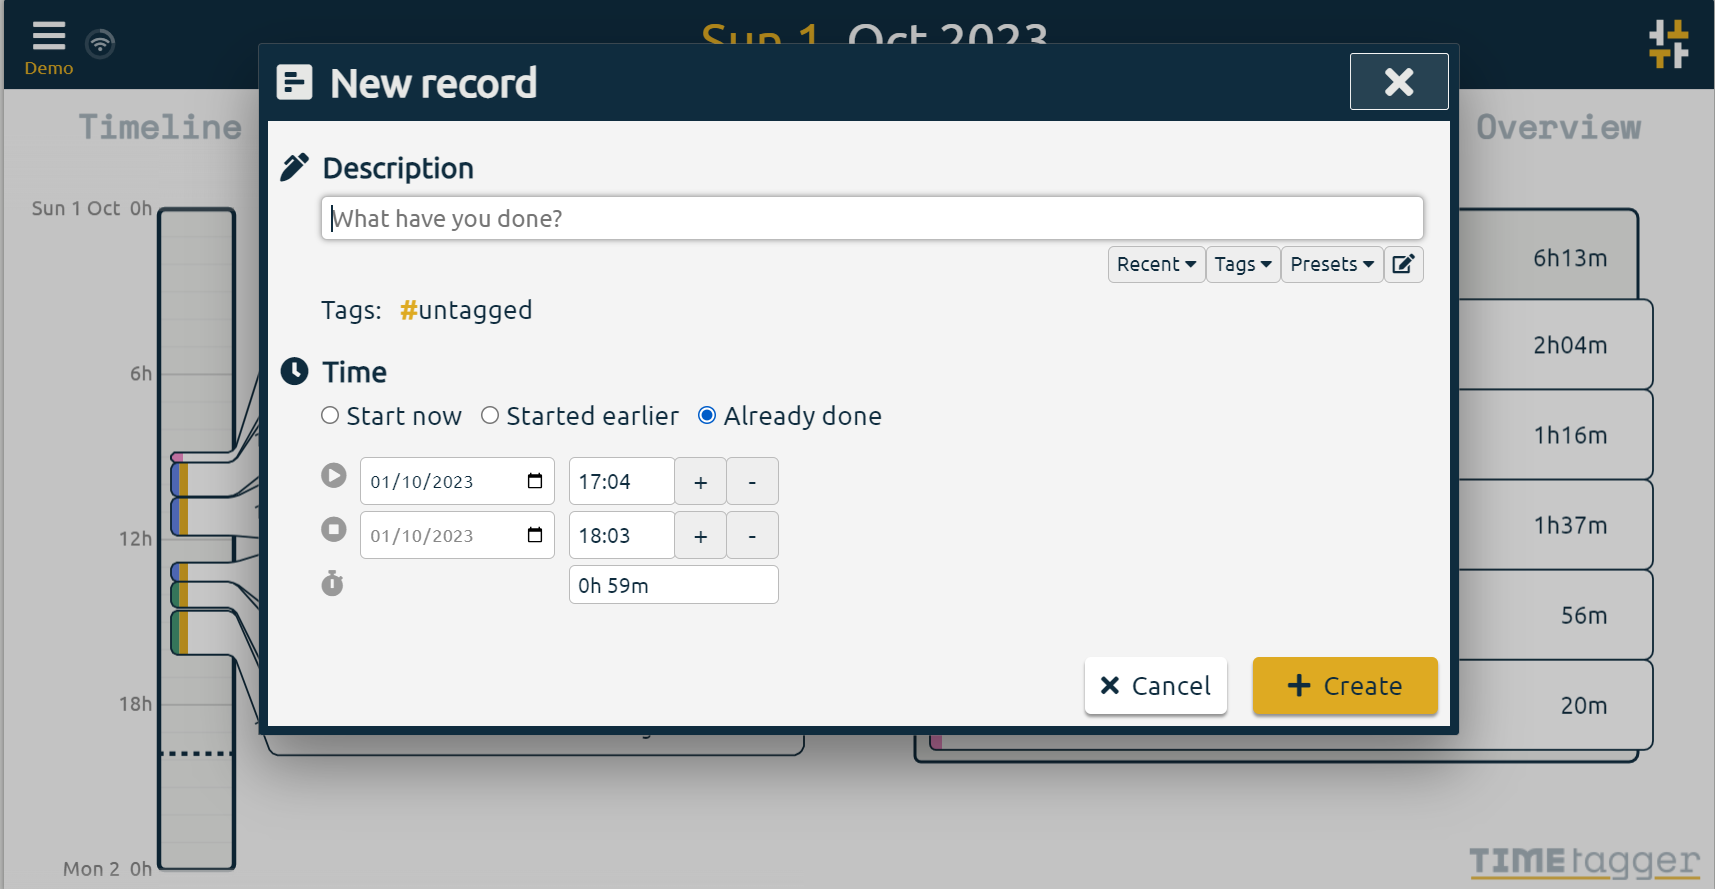 Sun 1 Oct 2023
Demo
New record
Timeline
Overview
Description
What have you done?
Recent Tags Presets
Tags: #untagged
Time
Start now Started earlier Already done
01/10/2023 17:04 + -
01/10/2023 18:03 + -
0h 59m
Cancel Create
Sun 1 Oct 0h
6h
12h
18h
Mon 2 0h
6h13m
2h04m
1h16m
1h37m
56m
20m
TIMEtagger